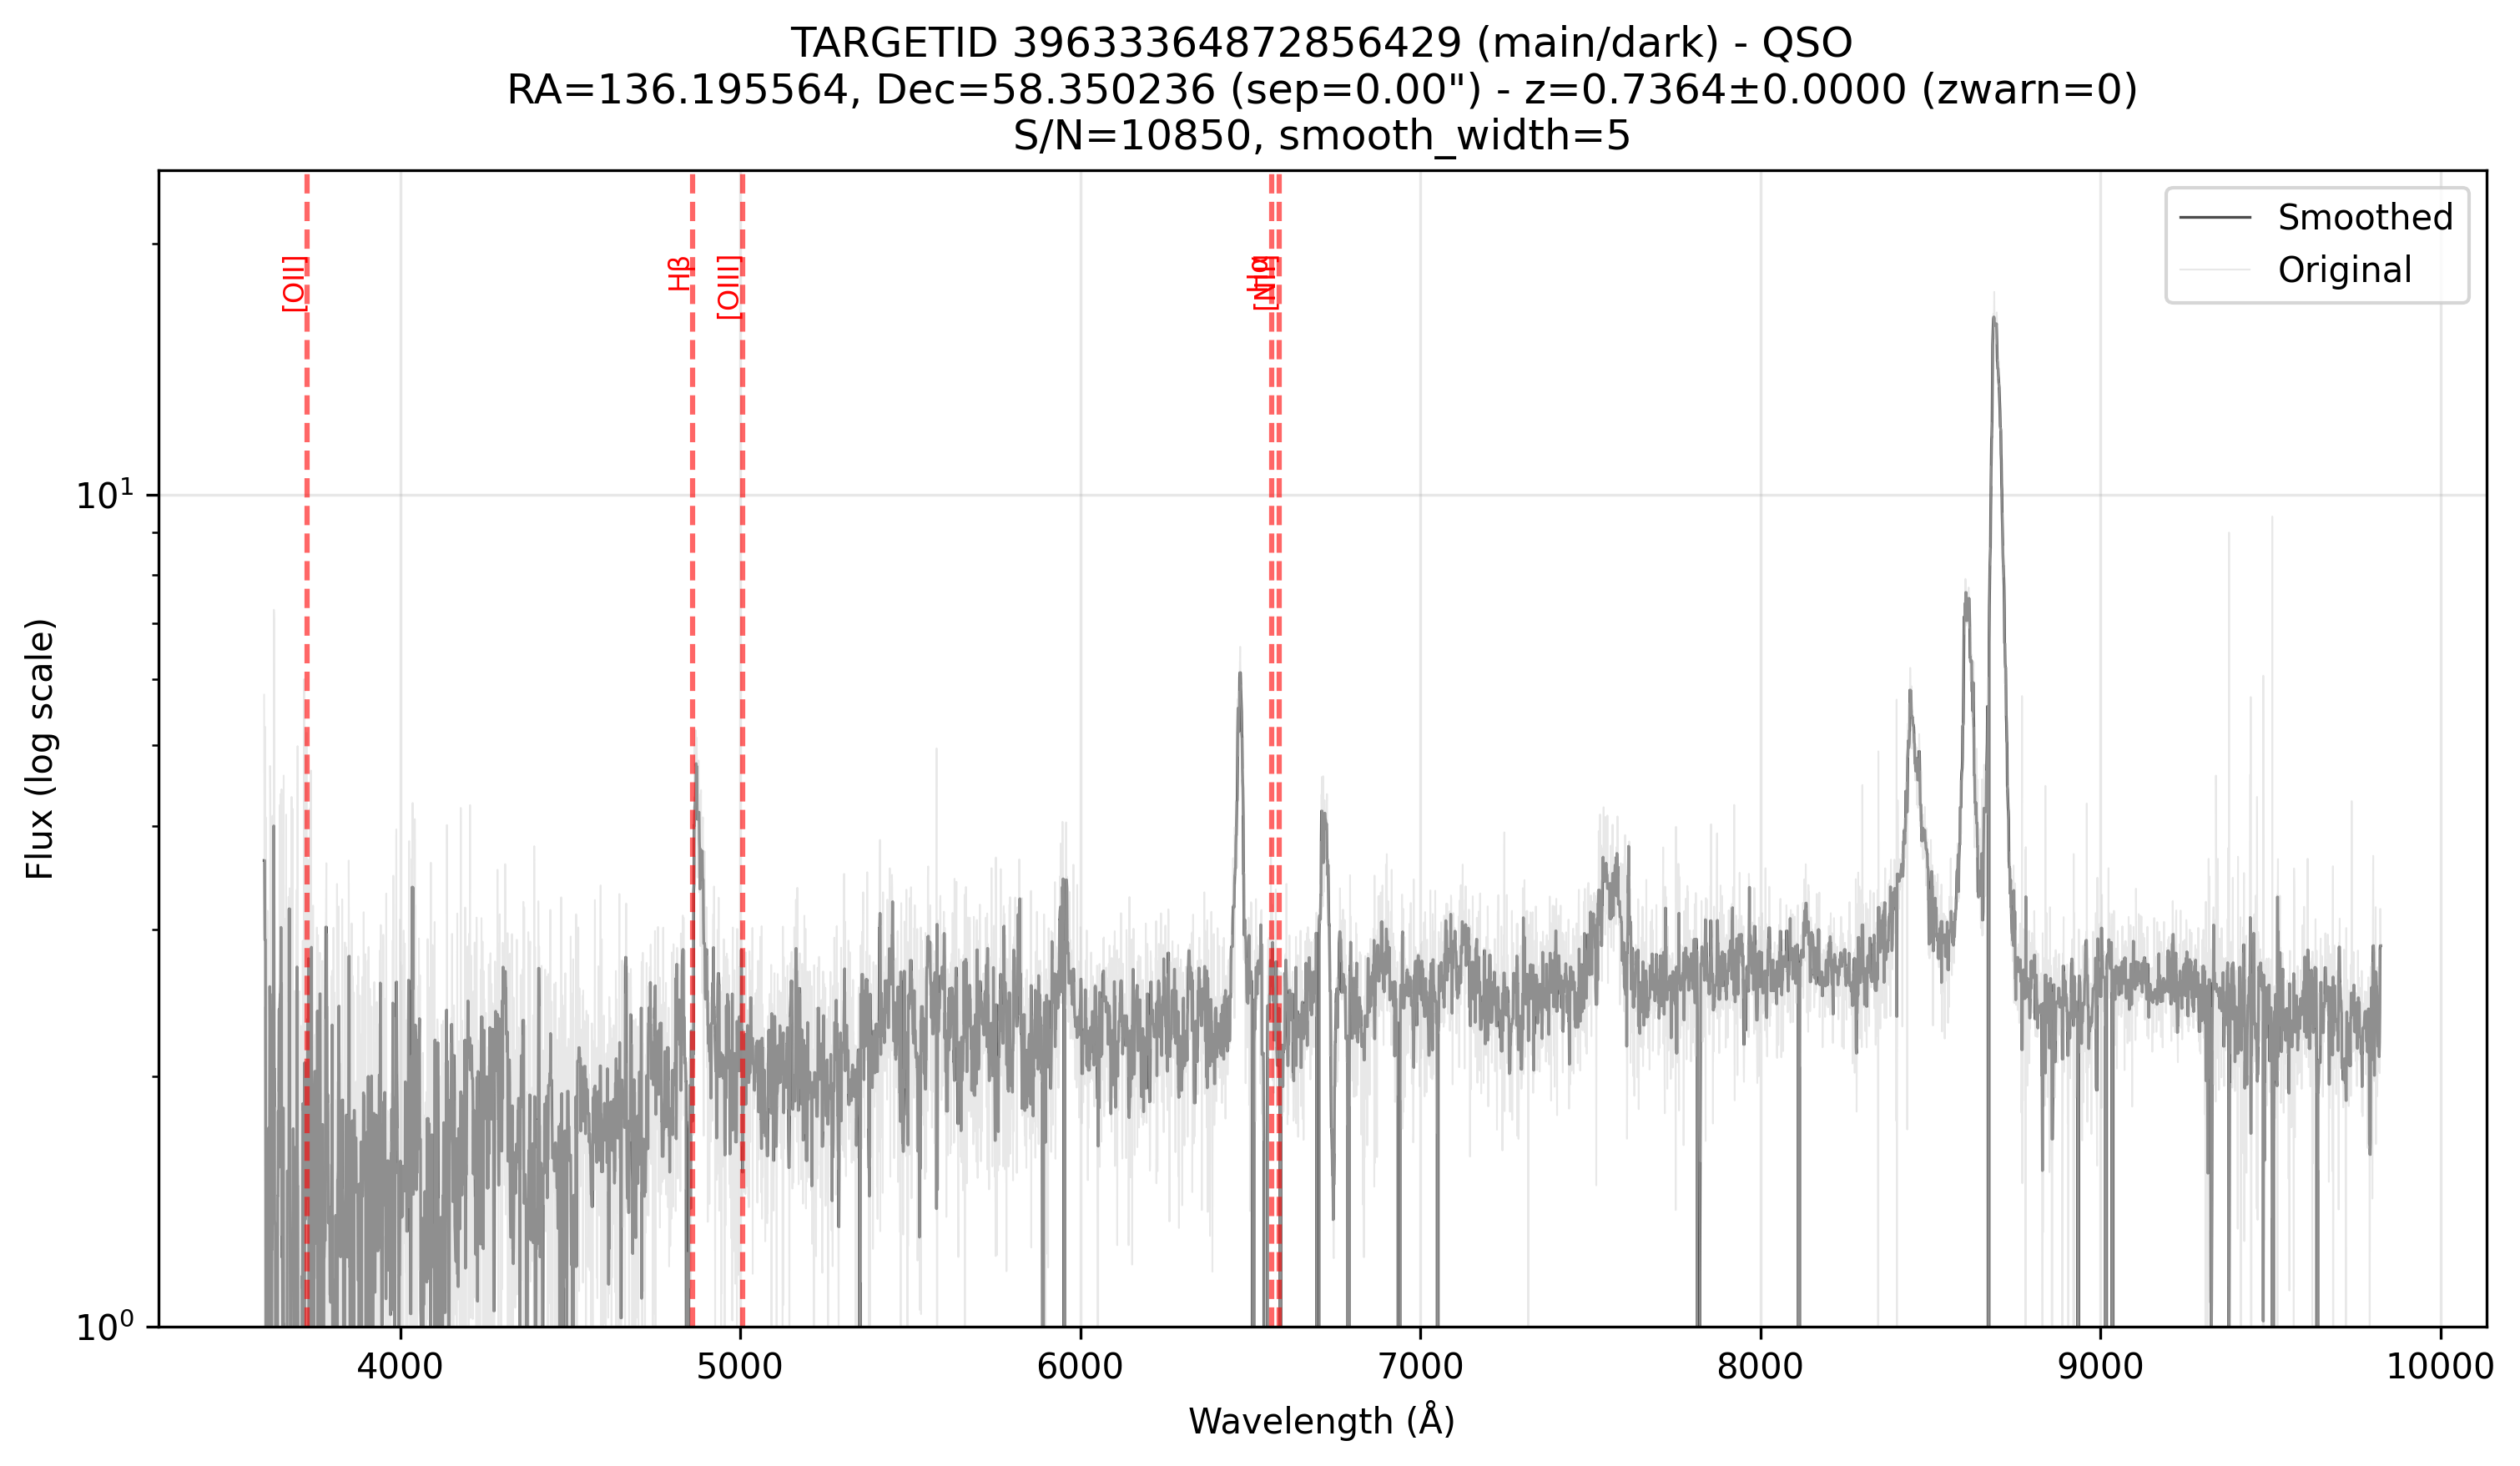 TARGETID 39633364872856429 (main/dark) - QSO
RA=136.195564, Dec=58.350236 (sep=0.00") - z=0.7364±0.0000 (zwarn=0)
S/N=10850, smooth_width=5
Smoothed
Original
[OII]
Hβ
[OIII]
Hα
[NII]
10¹
10⁰
Flux (log scale)
4000 5000 6000 7000 8000 9000 10000
Wavelength (Å)